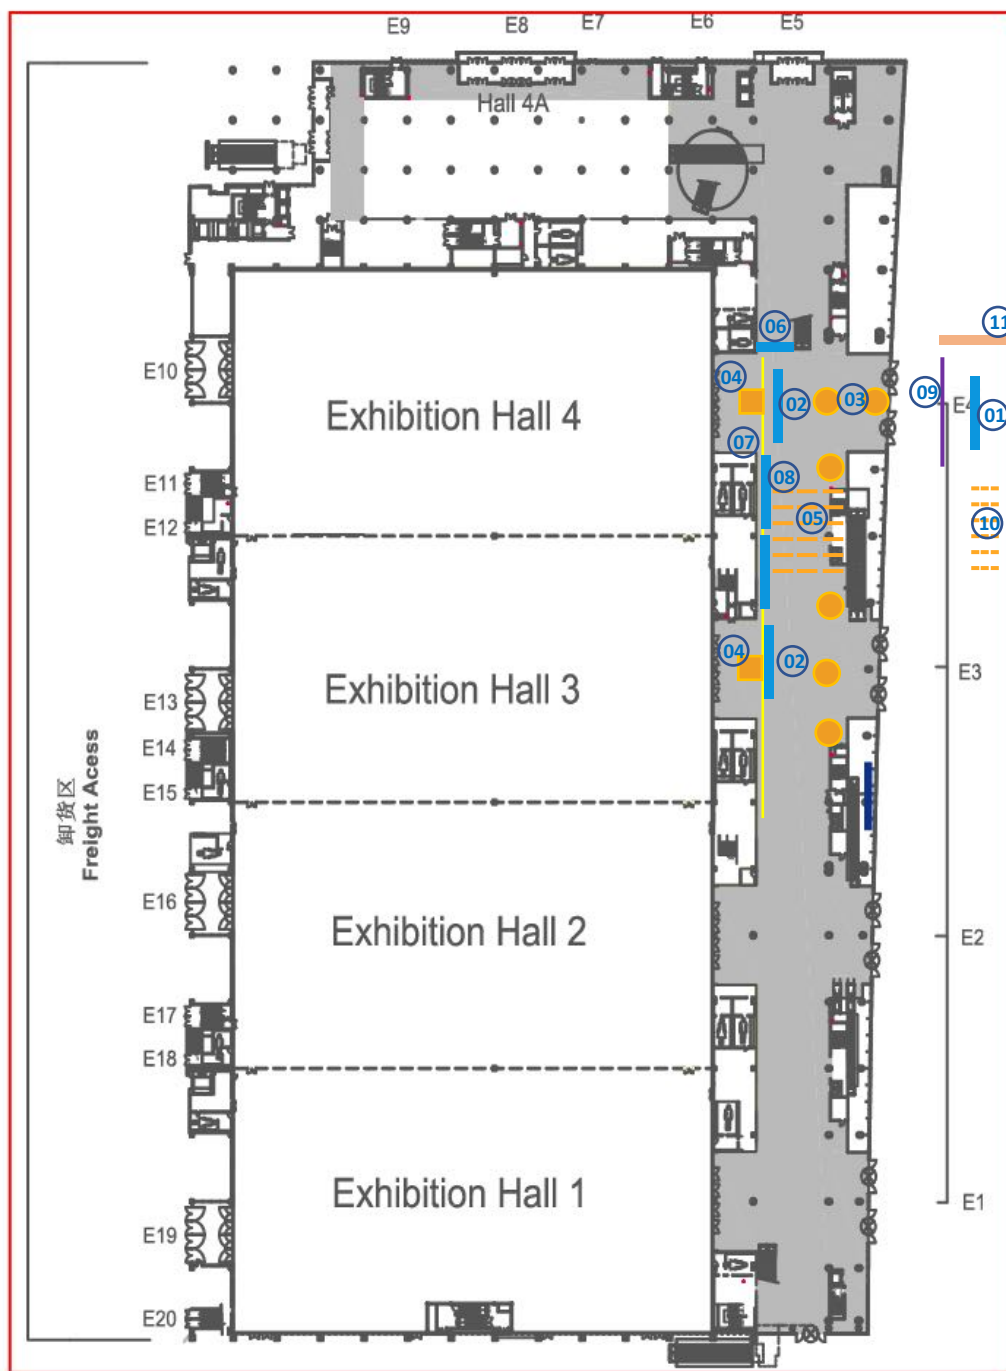 E9
E8
E7
E6
E5
Hall 4A
06
11
E10
04
02
03
09
E4
01
Exhibition Hall 4
07
E11
08
E12
05
10
04
02
E3
Exhibition Hall 3
E13
E14
E15
卸货区
Freight Acess
E16
Exhibition Hall 2
E2
E17
E18
Exhibition Hall 1
E1
E19
E20